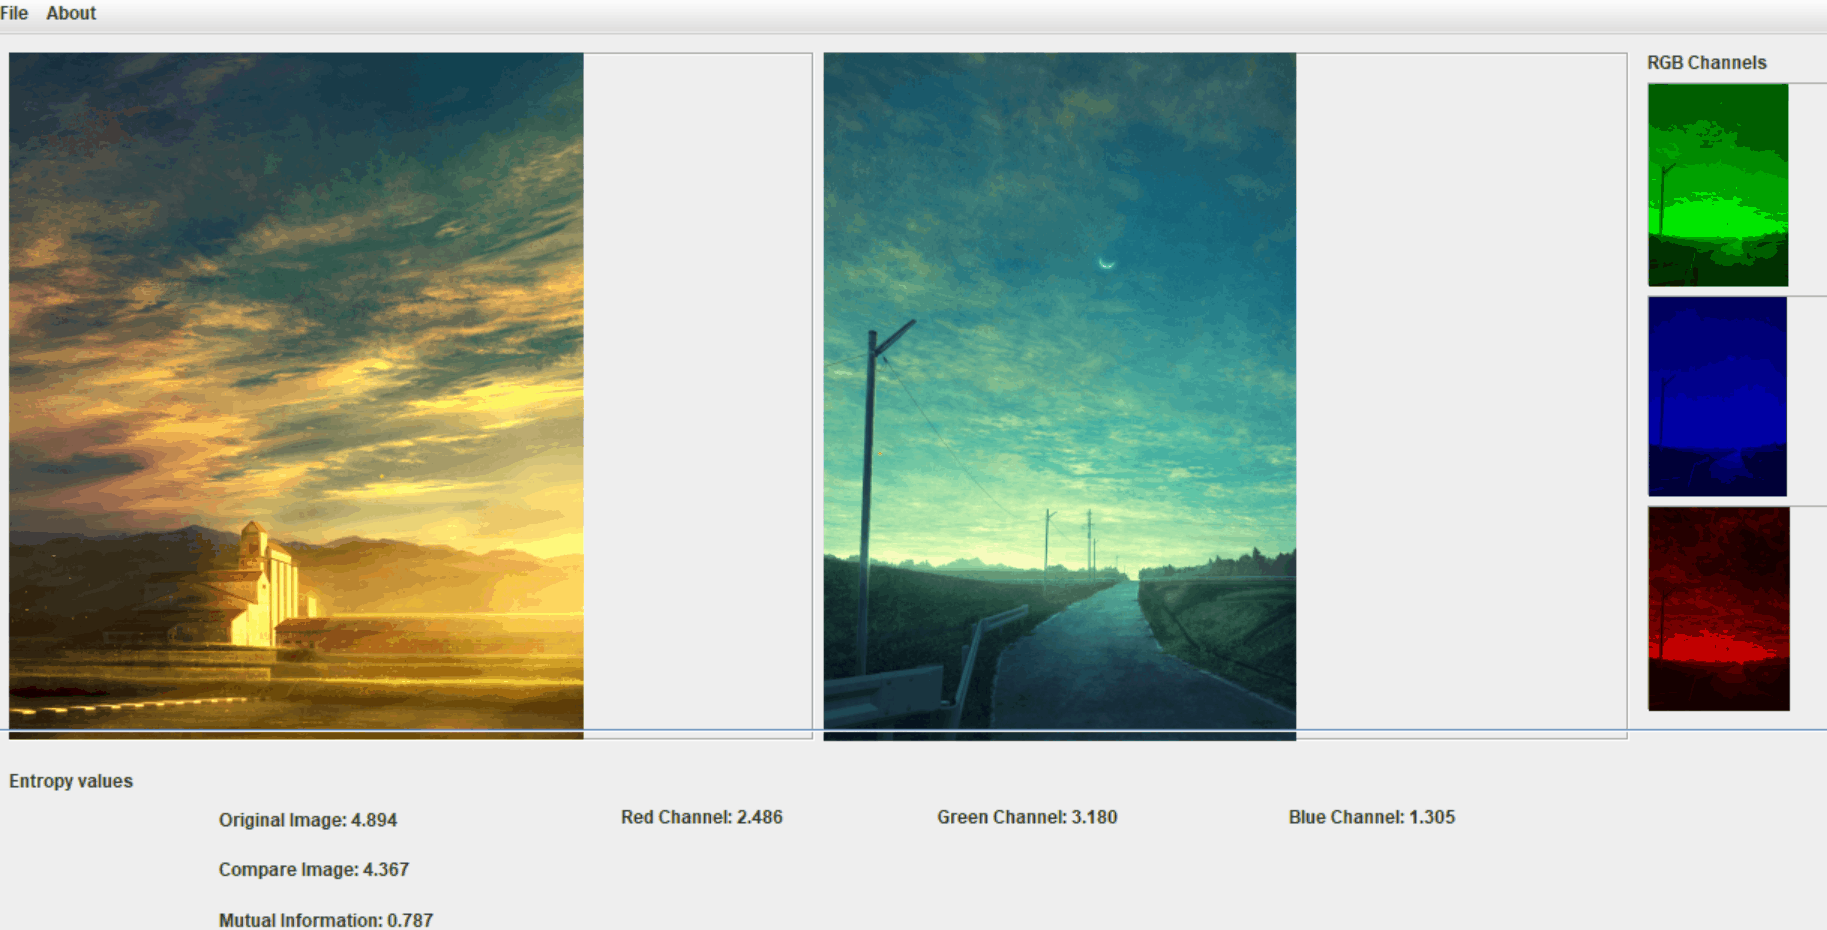 File About
RGB Channels
Entropy values
Original Image: 4.894 Red Channel: 2.486 Green Channel: 3.180 Blue Channel: 1.305
Compare Image: 4.367
Mutual Information: 0.787